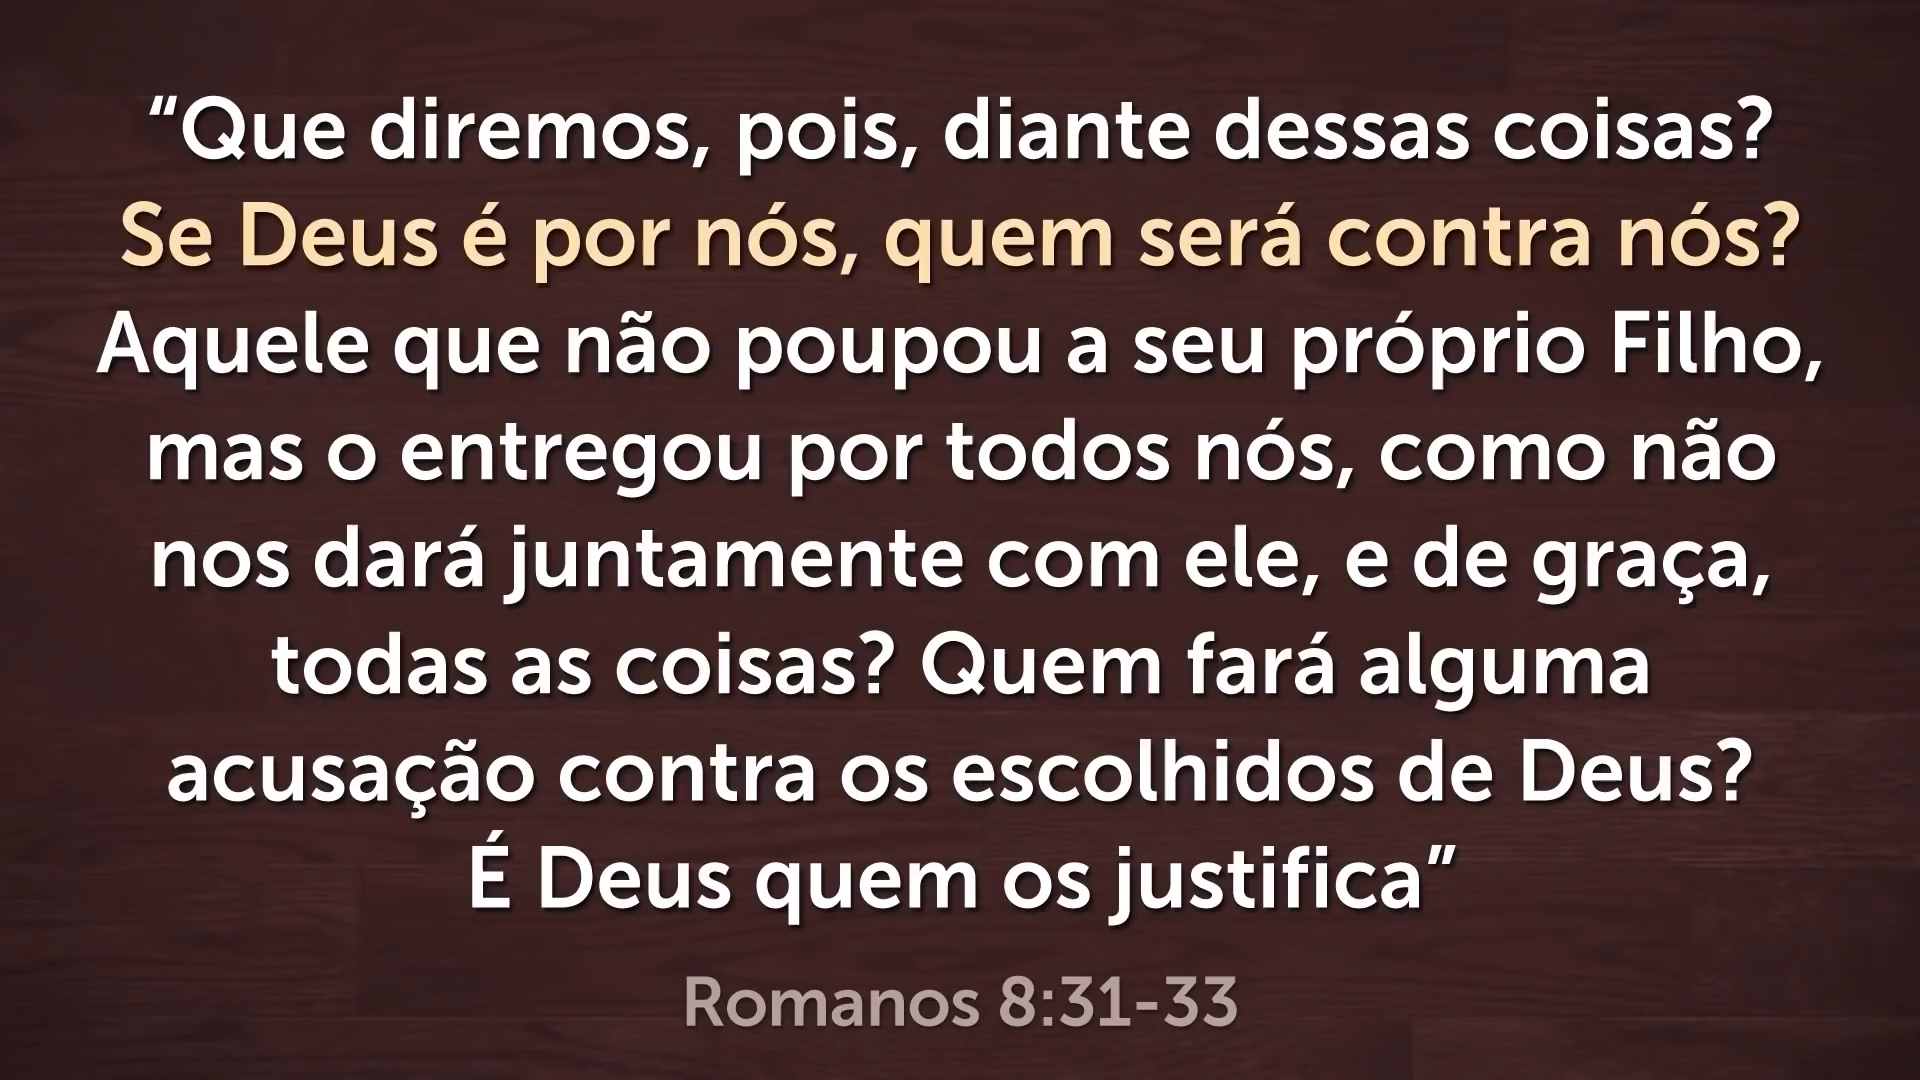 “Que diremos, pois, diante dessas coisas?
Se Deus é por nós, quem será contra nós?
Aquele que não poupou a seu próprio Filho,
mas o entregou por todos nós, como não
nos dará juntamente com ele, e de graça,
todas as coisas? Quem fará alguma
acusação contra os escolhidos de Deus?
É Deus quem os justifica”
Romanos 8:31-33